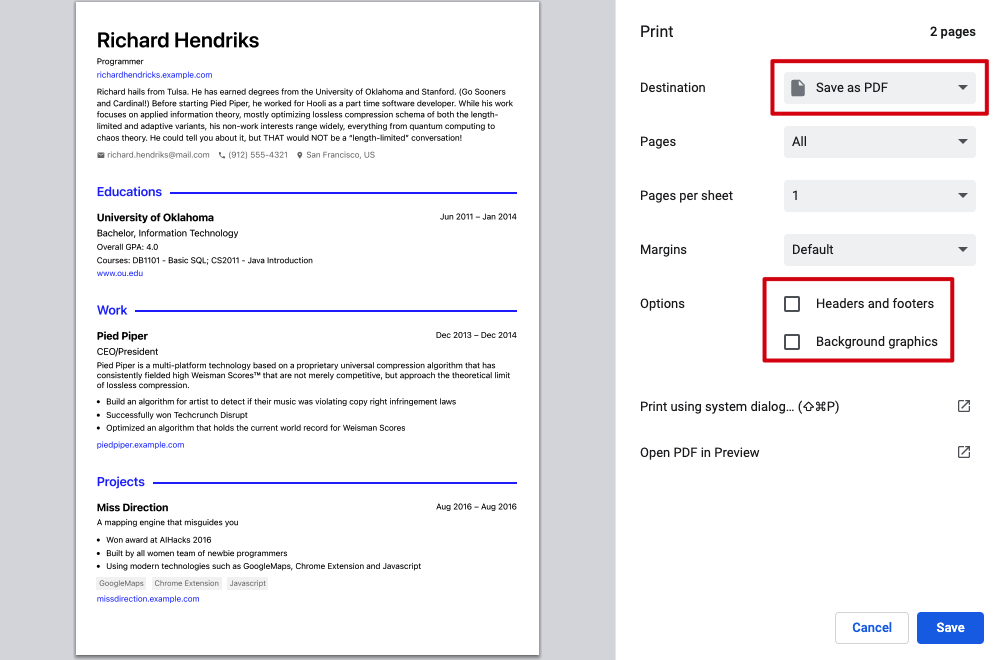 Richard Hendriks
Programmer
richardhendricks.example.com
Richard hails from Tulsa. He has earned degrees from the University of Oklahoma and Stanford. (Go Sooners
and Cardinal!) Before starting Pied Piper, he worked for Hooli as a part time software developer. While his work
focuses on applied information theory, mostly optimizing lossless compression schema of both the length-
limited and adaptive variants, his non-work interests range widely, everything from quantum computing to
chaos theory. He could tell you about it, but THAT would NOT be a "length-limited" conversation!
richard.hendriks@mail.com (912) 555-4321 San Francisco, US
Educations
University of Oklahoma Jun 2011 – Jan 2014
Bachelor, Information Technology
Overall GPA: 4.0
Courses: DB1101 - Basic SQL; CS2011 - Java Introduction
www.ou.edu
Work
Pied Piper Dec 2013 – Dec 2014
CEO/President
Pied Piper is a multi-platform technology based on a proprietary universal compression algorithm that has
consistently fielded high Weisman Scores™ that are not merely competitive, but approach the theoretical limit
of lossless compression.
• Build an algorithm for artist to detect if their music was violating copy right infringement laws
• Successfully won Techcrunch Disrupt
• Optimized an algorithm that holds the current world record for Weisman Scores
piedpiper.example.com
Projects
Miss Direction Aug 2016 – Aug 2016
A mapping engine that misguides you
• Won award at AIHacks 2016
• Built by all women team of newbie programmers
• Using modern technologies such as GoogleMaps, Chrome Extension and Javascript
GoogleMaps Chrome Extension Javascript
missdirection.example.com
Print 2 pages
Destination Save as PDF
Pages All
Pages per sheet 1
Margins Default
Options Headers and footers
Background graphics
Print using system dialog... (⇧⌘P)
Open PDF in Preview
Cancel Save